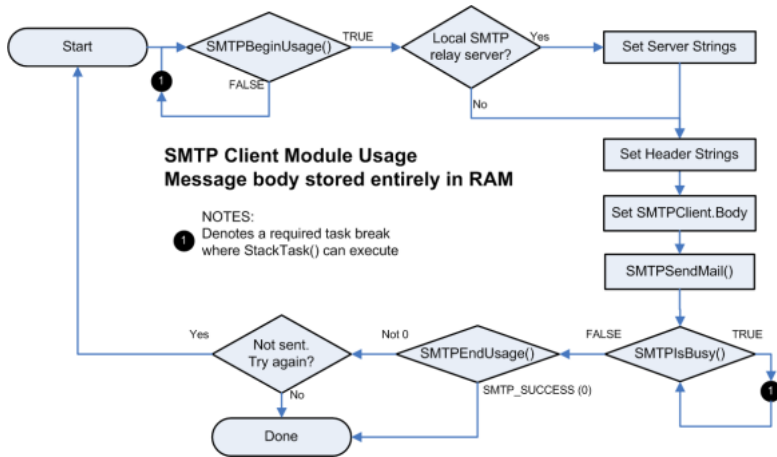 Start
SMTPBeginUsage()
TRUE
FALSE
1
Local SMTP
relay server?
Yes
No
Set Server Strings
Set Header Strings
SMTP Client Module Usage
Message body stored entirely in RAM
NOTES:
1
Denotes a required task break
where StackTask() can execute
Set SMTPClient.Body
SMTPSendMail()
SMTPIsBusy()
TRUE
1
FALSE
SMTPEndUsage()
SMTP_SUCCESS (0)
Not 0
Not sent.
Try again?
Yes
No
Done